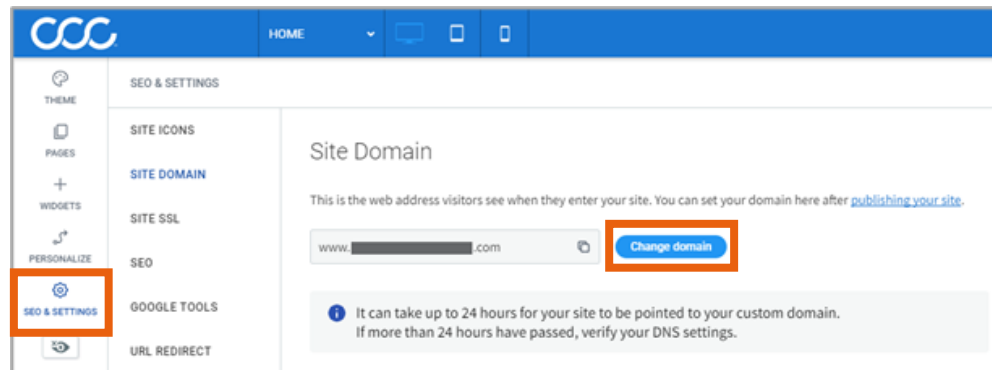 CCC
HOME
THEME
SEO & SETTINGS
PAGES
SITE ICONS
WIDGETS
SITE DOMAIN
PERSONALIZE
SITE SSL
SEO & SETTINGS
SEO
GOOGLE TOOLS
URL REDIRECT
Site Domain
This is the web address visitors see when they enter your site. You can set your domain here after publishing your site.
www. .com
Change domain
It can take up to 24 hours for your site to be pointed to your custom domain.
If more than 24 hours have passed, verify your DNS settings.